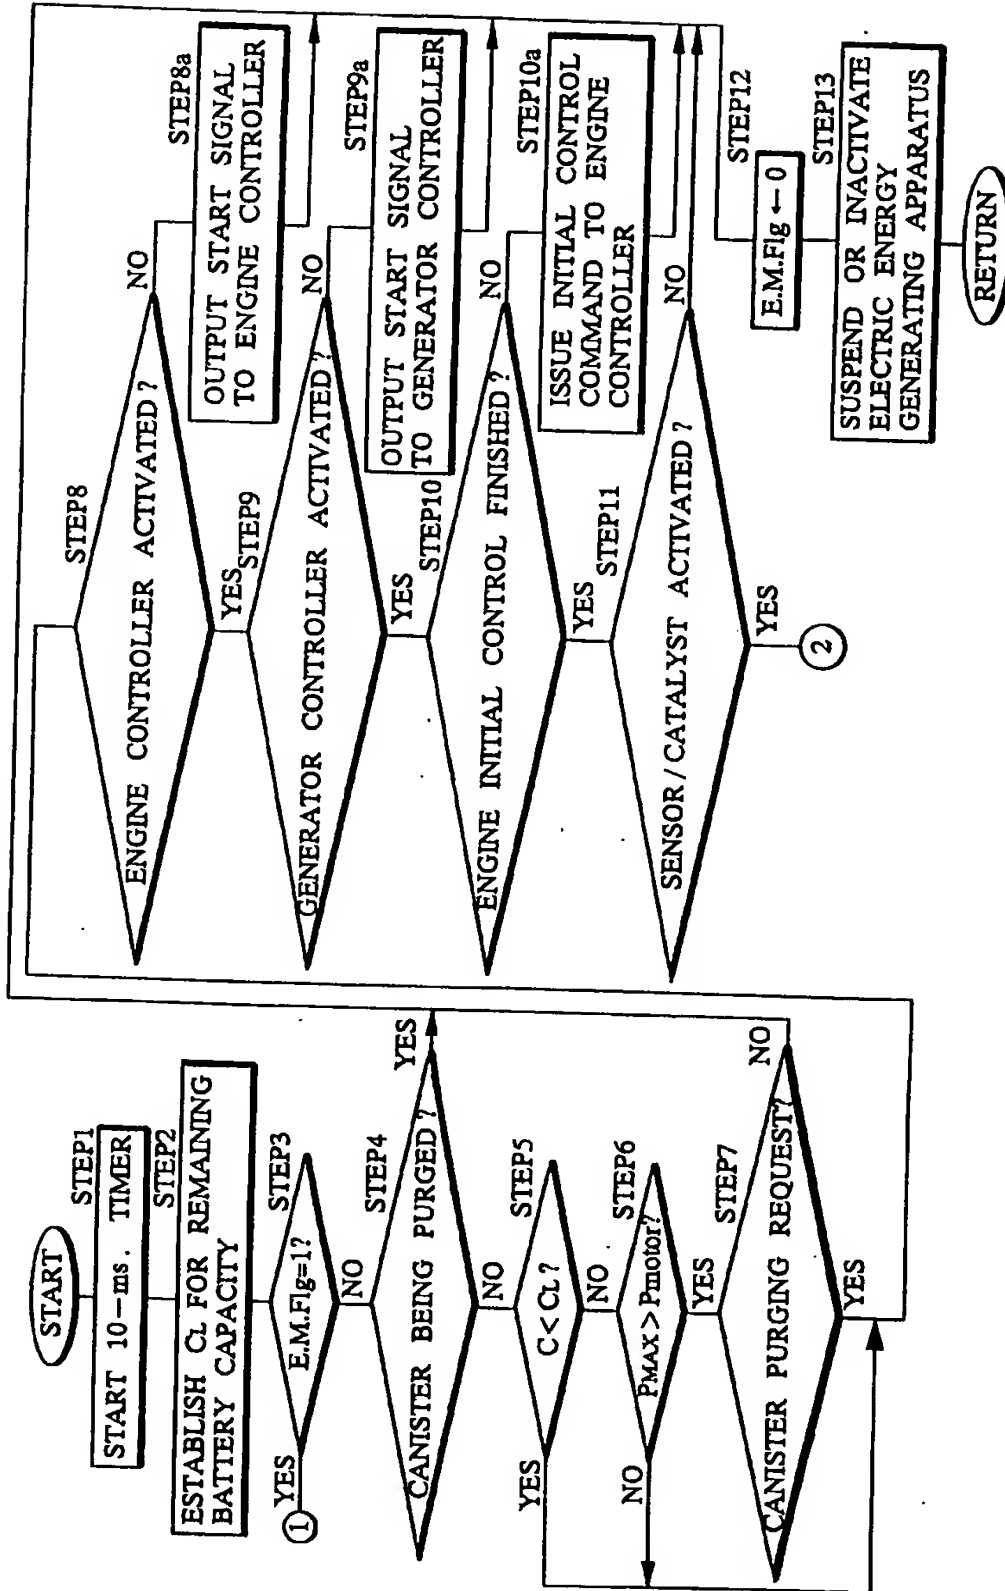 START
STEP1
START 10-ms. TIMER
STEP2
ESTABLISH CL FOR REMAINING
BATTERY CAPACITY
STEP3
E.M.Flg=1?
YES
1
NO
STEP4
CANISTER BEING PURGED?
YES
NO
STEP5
C < CL?
YES
NO
STEP6
PMAX > Pmotor?
NO
YES
STEP7
CANISTER PURGING REQUEST?
NO
YES
STEP8
ENGINE CONTROLLER ACTIVATED?
NO
STEP8a
OUTPUT START SIGNAL
TO ENGINE CONTROLLER
YES
STEP9
GENERATOR CONTROLLER ACTIVATED?
NO
STEP9a
OUTPUT START SIGNAL
TO GENERATOR CONTROLLER
YES
STEP10
ENGINE INITIAL CONTROL FINISHED?
NO
STEP10a
ISSUE INITIAL CONTROL
COMMAND TO ENGINE
CONTROLLER
YES
STEP11
SENSOR/CATALYST ACTIVATED?
NO
YES
2
STEP12
E.M.Flg ← 0
STEP13
SUSPEND OR INACTIVATE
ELECTRIC ENERGY
GENERATING APPARATUS
RETURN